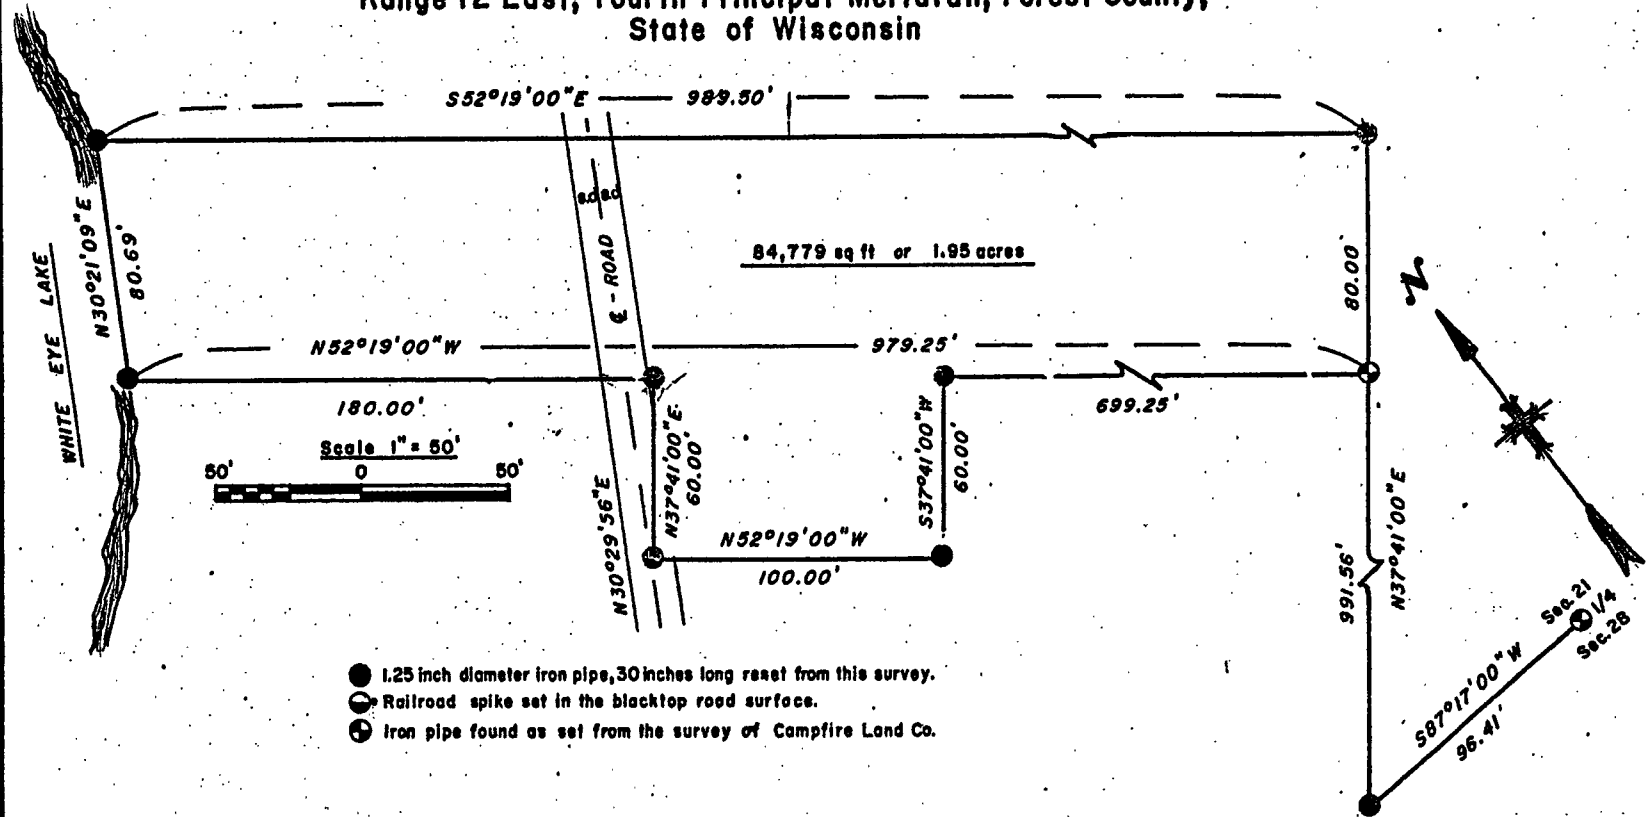 State of Wisconsin
S52°19'00"E 989.50'
N30°21'09"E
80.69'
WHITE EYE LAKE
℄ - ROAD
84,779 sq ft or 1.95 acres
80.00'
N
N52°19'00"W 979.25'
180.00'
699.25'
Scale 1" = 50'
50' 0 50'
N30°29'56"E
N37°41'00"E
60.00'
S37°41'00"W
60.00'
N52°19'00"W
100.00'
991.56'
N37°41'00"E
Sec. 21
1/4
Sec. 28
S87°17'00"W
96.41'
1.25 inch diameter iron pipe, 30 inches long reset from this survey.
Railroad spike set in the blacktop road surface.
Iron pipe found as set from the survey of Campfire Land Co.